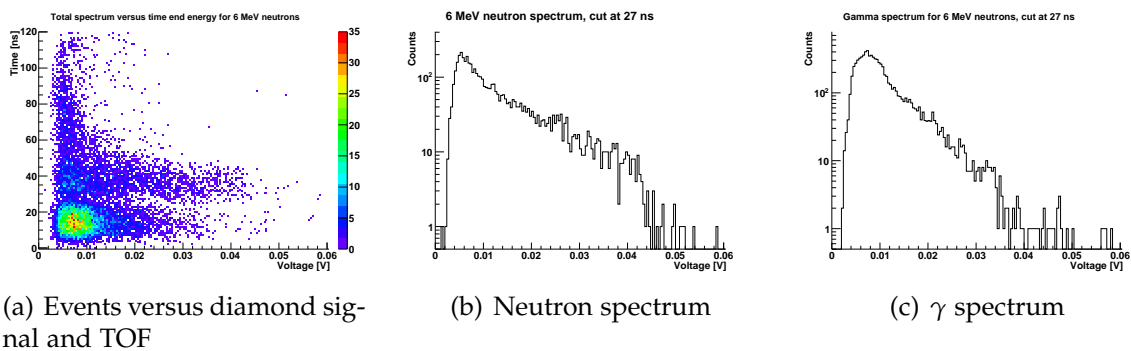 Total spectrum versus time end energy for 6 MeV neutrons
Time [ns]
120
100
80
60
40
20
0
0 0.01 0.02 0.03 0.04 0.05 0.06
Voltage [V]
35
30
25
20
15
10
5
0
6 MeV neutron spectrum, cut at 27 ns
Counts
10²
10
1
0 0.01 0.02 0.03 0.04 0.05 0.06
Voltage [V]
Gamma spectrum for 6 MeV neutrons, cut at 27 ns
Counts
10²
10
1
0 0.01 0.02 0.03 0.04 0.05 0.06
Voltage [V]
(a) Events versus diamond sig-
nal and TOF
(b) Neutron spectrum
(c) γ spectrum